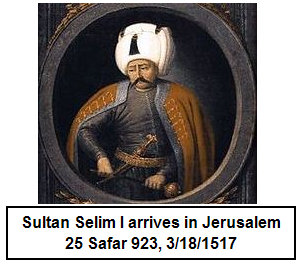 Sultan Selim I arrives in Jerusalem
25 Safar 923, 3/18/1517